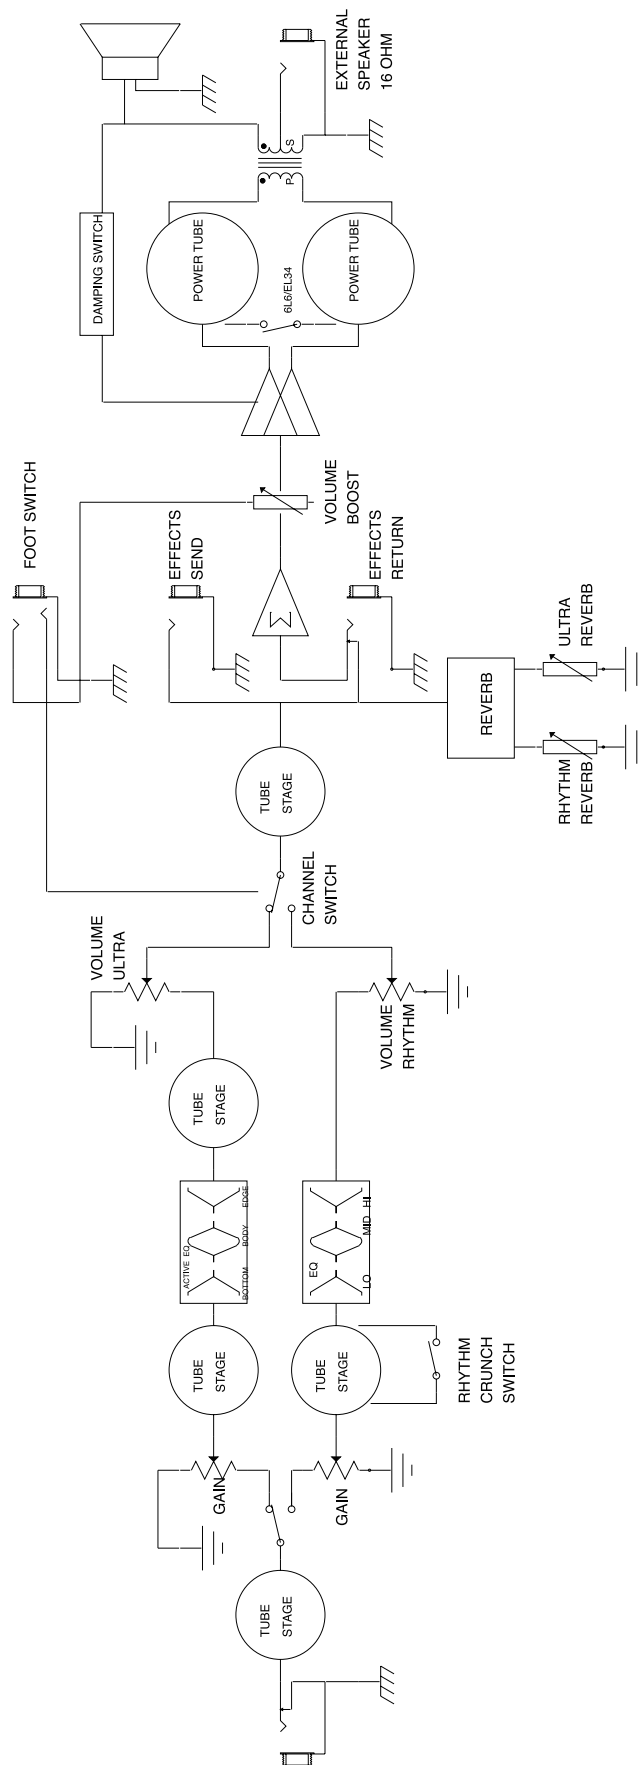 EXTERNAL
SPEAKER
16 OHM
S
P
DAMPING SWITCH
POWER TUBE
6L6/EL34
POWER TUBE
VOLUME
BOOST
FOOT SWITCH
EFFECTS
SEND
Σ
EFFECTS
RETURN
REVERB
ULTRA
REVERB
RHYTHM
REVERB
TUBE
STAGE
CHANNEL
SWITCH
VOLUME
ULTRA
VOLUME
RHYTHM
TUBE
STAGE
ACTIVE EQ
BOTTOM
BODY
EDGE
EQ
LO
MID
HI
TUBE
STAGE
TUBE
STAGE
RHYTHM
CRUNCH
SWITCH
GAIN
GAIN
TUBE
STAGE